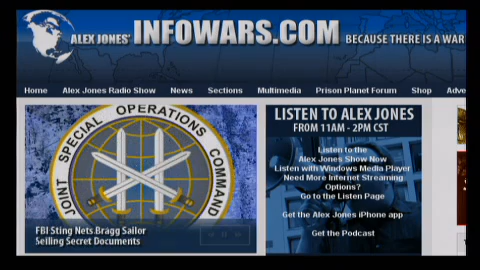 ALEX JONES' INFOWARS.COM BECAUSE THERE IS A WAR
Home Alex Jones Radio Show News Sections Multimedia Prison Planet Forum Shop Adve
JOINT SPECIAL OPERATIONS COMMAND
FBI Sting Nets Bragg Sailor
Selling Secret Documents
LISTEN TO ALEX JONES
FROM 11AM - 2PM CST
Listen to the
Alex Jones Show Now
Listen with Windows Media Player
Need More Internet Streaming
Options?
Go to the Listen Page
Get the Alex Jones iPhone app
Get the Podcast